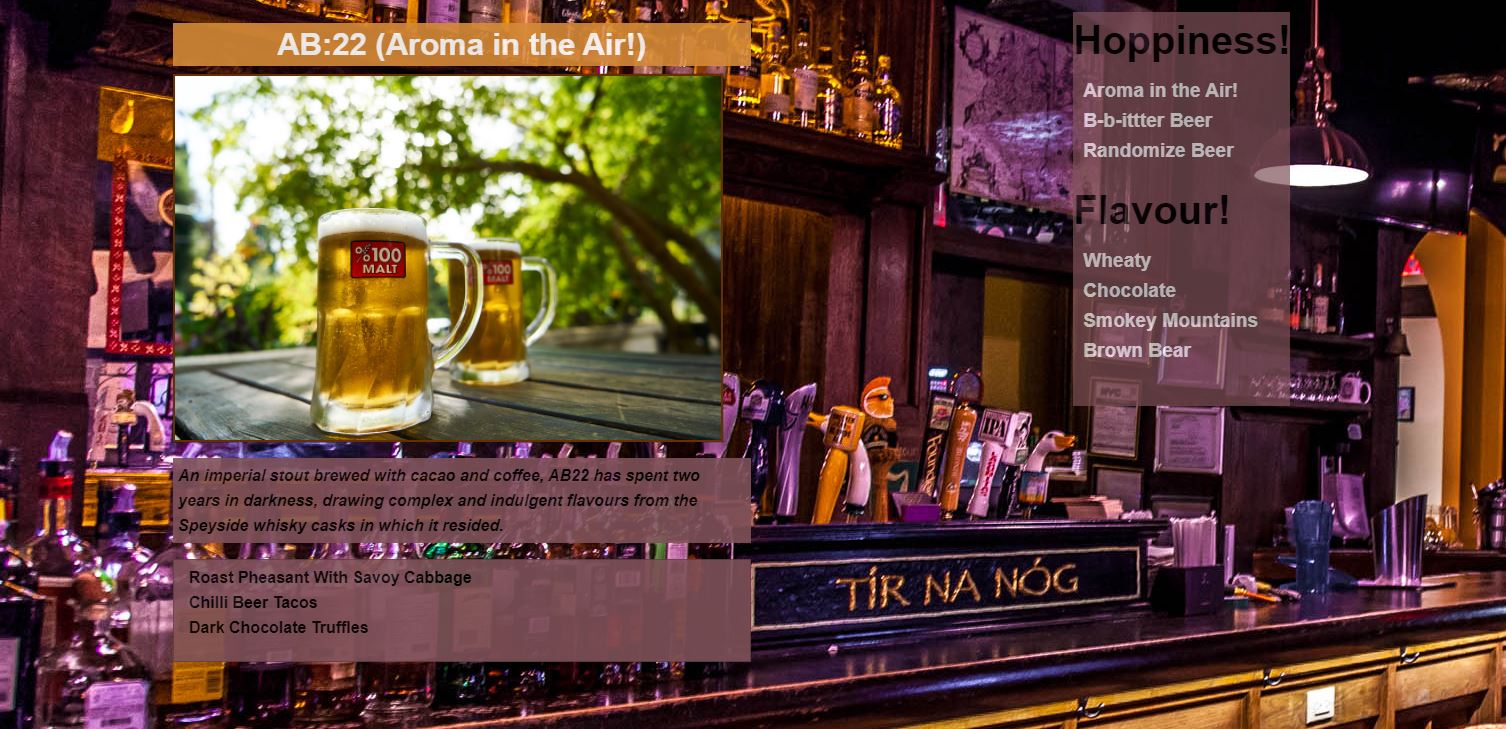 AB:22 (Aroma in the Air!)
%100
MALT
%100
MALT
An imperial stout brewed with cacao and coffee, AB22 has spent two
years in darkness, drawing complex and indulgent flavours from the
Speyside whisky casks in which it resided.
Roast Pheasant With Savoy Cabbage
Chilli Beer Tacos
Dark Chocolate Truffles
Hoppiness!
Aroma in the Air!
B-b-ittter Beer
Randomize Beer
Flavour!
Wheaty
Chocolate
Smokey Mountains
Brown Bear
IPA
TÍR NA NÓG